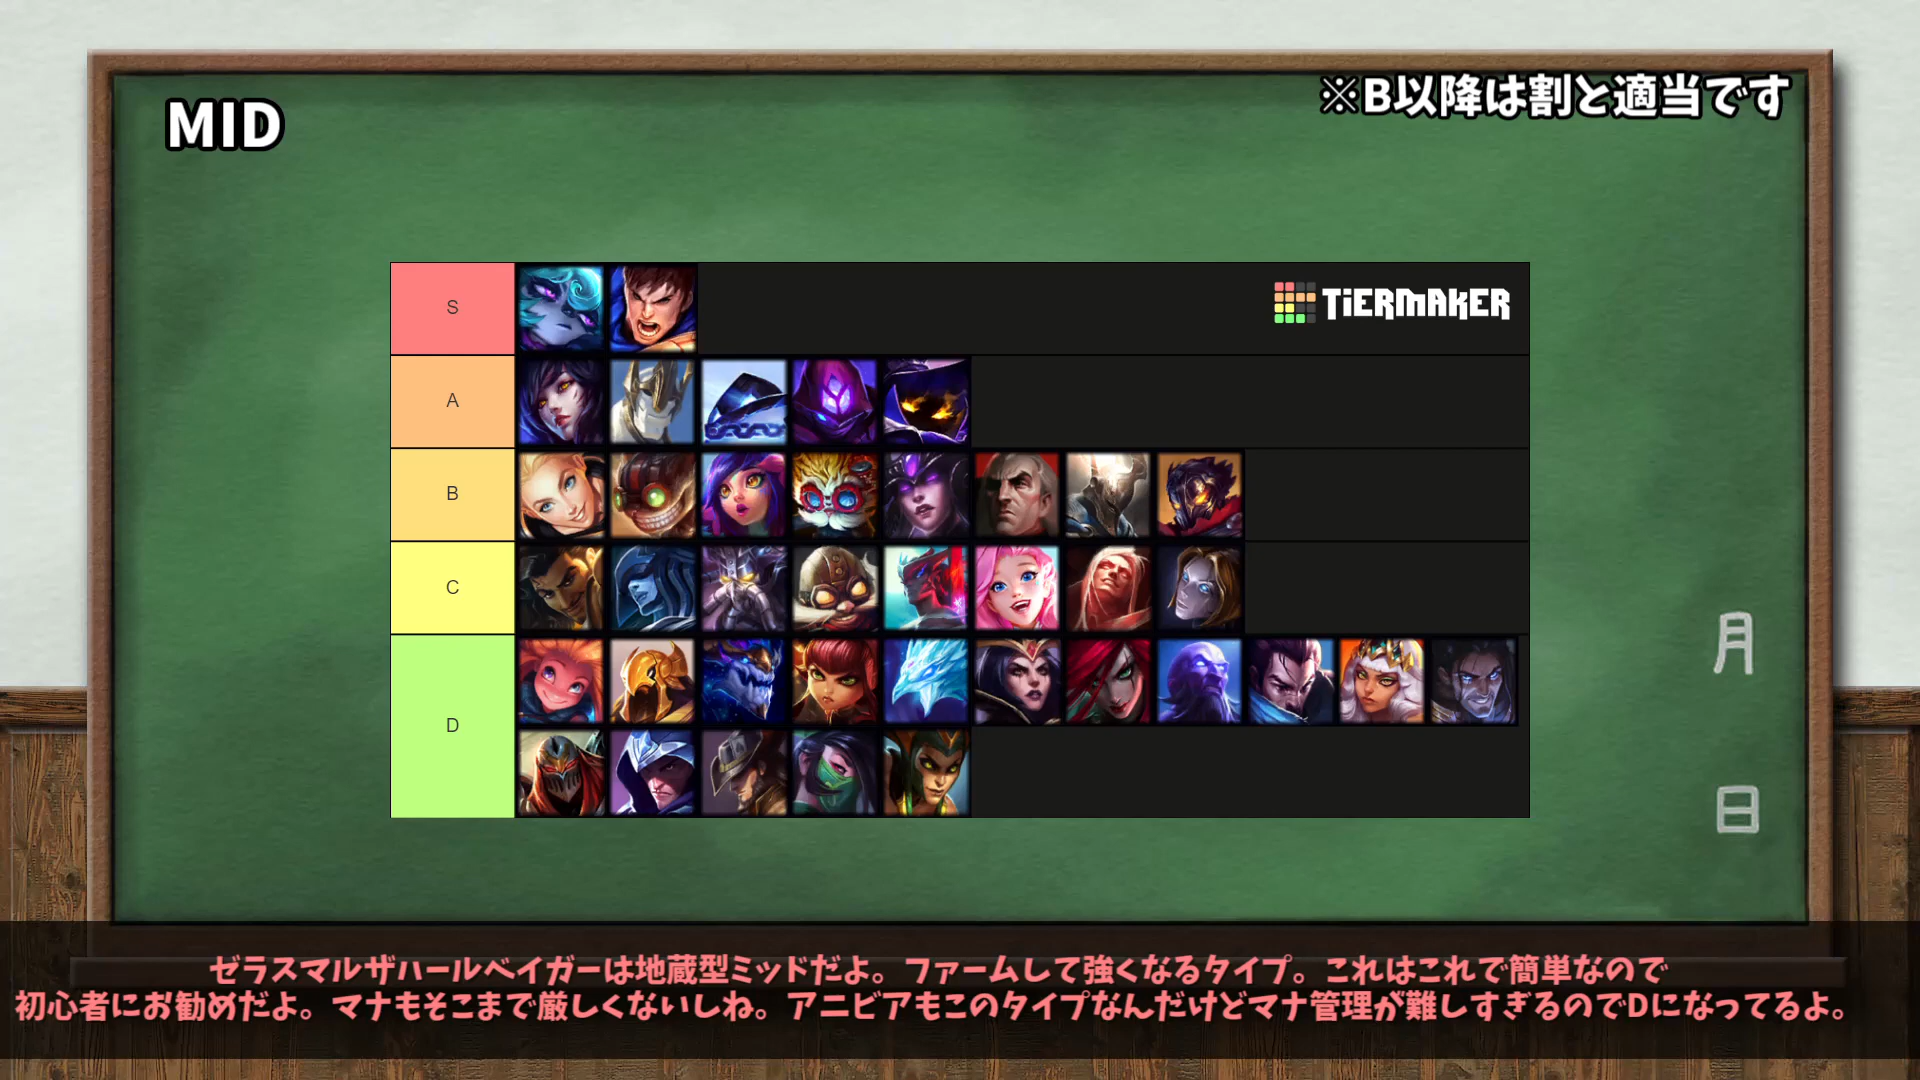 MID
※B以降は割と適当です
S
TiERMAKER
A
B
C
D
月
日
ゼラスマルザハールベイガーは地蔵型ミッドだよ。ファームして強くなるタイプ。これはこれで簡単なので
初心者にお勧めだよ。マナもそこまで厳しくないしね。アニビアもこのタイプなんだけどマナ管理が難しすぎるのでDになってるよ。